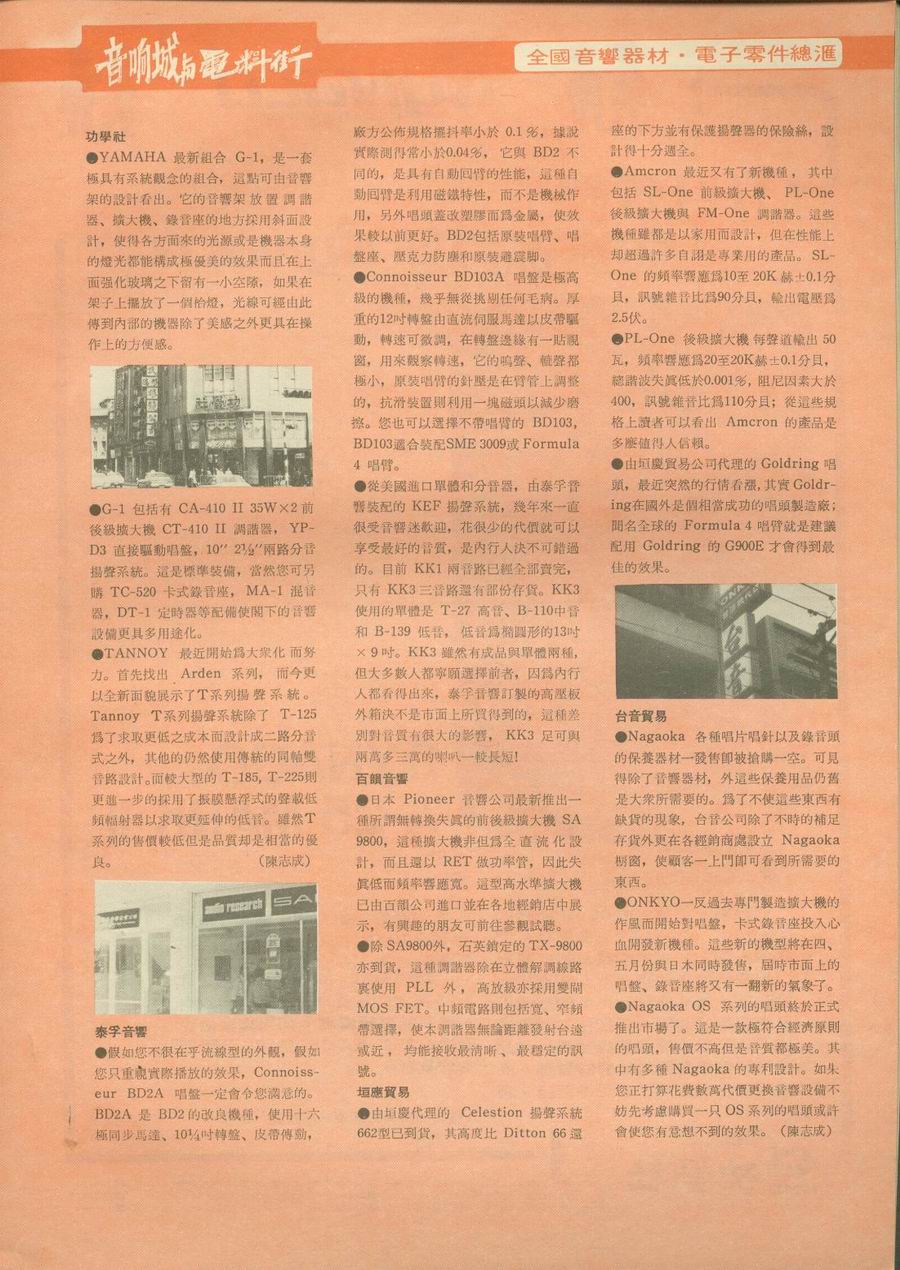 音响城与電料街
全國音響器材・電子零件總滙
功學社
●YAMAHA 最新組合 G-1，是一套
極具有系統觀念的組合，這點可由音響
架的設計看出。它的音響架放置調諧
器、擴大機、錄音座的地方採用斜面設
計，使得各方面來的光源或是機器本身
的燈光都能構成極優美的效果而且在上
面强化玻璃之下留有一小空隙，如果在
架子上擺放了一個枱燈，光線可經由此
傳到內部的機器除了美感之外更具在操
作上的方便感。
功學社
●G-1 包括有 CA-410 II 35W×2 前
後級擴大機 CT-410 II 調諧器， YP-
D3 直接驅動唱盤，10″ 2½″兩路分音
揚聲系統。這是標準裝備，當然您可另
購 TC-520 卡式錄音座， MA-1 混音
器，DT-1 定時器等配備使閣下的音響
設備更具多用途化。
●TANNOY 最近開始爲大衆化而努
力。首先找出 Arden 系列， 而今更
以全新面貌展示了T系列揚聲系統。
Tannoy T系列揚聲系統除了 T-125
爲了求取更低之成本而設計成二路分音
式之外，其他的仍然使用傳統的同軸雙
音路設計。而較大型的 T-185, T-225則
更進一步的採用了振膜懸浮式的聲載低
頻輻射器以求取更延伸的低音。雖然T
系列的售價較低但是品質却是相當的優
良。 （陳志成）
audio research
SA
泰孚音響
●假如您不很在乎流線型的外觀，假如
您只重視實際播放的效果，Connoiss-
eur BD2A 唱盤一定會令您滿意的。
BD2A 是 BD2 的改良機種，使用十六
極同步馬達、10¼吋轉盤、皮帶傳動，
廠方公佈規格擺抖率小於 0.1％，據說
實際測得常小於0.04％， 它與 BD2 不
同的，是具有自動囘臂的性能，這種自
動囘臂是利用磁鐵特性，而不是機械作
用，另外唱頭蓋改塑膠而爲金屬，使效
果較以前更好。BD2包括原裝唱臂、唱
盤座、壓克力防塵和原裝避震脚。
●Connoisseur BD103A 唱盤是極高
級的機種，幾乎無從挑剔任何毛病。厚
重的12吋轉盤由直流伺服馬達以皮帶驅
動，轉速可微調，在轉盤邊緣有一貼視
窗，用來觀察轉速，它的嗚聲、轆聲都
極小，原裝唱臂的針壓是在臂管上調整
的，抗滑裝置則利用一塊磁頭以減少磨
擦。您也可以選擇不帶唱臂的 BD103,
BD103適合裝配SME 3009或 Formula
4 唱臂。
●從美國進口單體和分音器，由泰孚音
響裝配的 KEF 揚聲系統，幾年來一直
很受音響迷歡迎，花很少的代價就可以
享受最好的音質，是內行人決不可錯過
的。目前 KK1 兩音路已經全部賣完，
只有 KK3 三音路還有部份存貨。KK3
使用的單體是 T-27 高音、B-110中音
和 B-139 低音， 低音爲橢圓形的13吋
× 9 吋。KK3 雖然有成品與單體兩種，
但大多數人都寧願選擇前者，因爲內行
人都看得出來，泰孚音響訂製的高壓板
外箱決不是市面上所買得到的，這種差
別對音質有很大的影響， KK3 足可與
兩萬多三萬的喇叭一較長短!
百韻音響
●日本 Pioneer 音響公司最新推出一
種所謂無轉換失眞的前後級擴大機 SA
9800，這種擴大機非但爲全直流化設
計，而且還以 RET 做功率管，因此失
眞低而頻率響應寬。這型高水準擴大機
已由百韻公司進口並在各地經銷店中展
示，有興趣的朋友可前往參觀試聽。
●除 SA9800外，石英鎖定的 TX-9800
亦到貨，這種調諧器除在立體解調線路
裏使用 PLL 外， 高放級亦採用雙閘
MOS FET。中頻電路則包括寬、窄頻
帶選擇，使本調諧器無論距離發射台遠
或近， 均能接收最清晰、最穩定的訊
號。
垣應貿易
●由垣慶代理的 Celestion 揚聲系統
662型已到貨，其高度比 Ditton 66 還
座的下方並有保護揚聲器的保險絲，設
計得十分週全。
●Amcron 最近又有了新機種， 其中
包括 SL-One 前級擴大機、 PL-One
後級擴大機與 FM-One 調諧器。這些
機種雖都是以家用而設計，但在性能上
却超過許多自詡是專業用的產品。 SL-
One 的頻率響應爲10至 20K 赫±0.1分
貝，訊號雜音比爲90分貝，輸出電壓爲
2.5伏。
●PL-One 後級擴大機 每聲道輸出 50
瓦，頻率響應爲20至20K赫±0.1分貝，
總諧波失眞低於0.001％, 阻尼因素大於
400，訊號雜音比爲110分貝；從這些規
格上讀者可以看出 Amcron 的產品是
多麽值得人信賴。
●由垣慶貿易公司代理的 Goldring 唱
頭，最近突然的行情看漲, 其實 Goldr-
ing在國外是個相當成功的唱頭製造廠；
聞名全球的 Formula 4 唱臂就是建議
配用 Goldring 的 G900E 才會得到最
佳的效果。
ONKYO
台音
台音貿易
●Nagaoka 各種唱片唱針以及錄音頭
的保養器材一發售卽被搶購一空。可見
得除了音響器材，外這些保養用品仍舊
是大衆所需要的。爲了不使這些東西有
缺貨的現象，台音公司除了不時的補足
存貨外更在各經銷商處設立 Nagaoka
櫥窗，使顧客一上門卽可看到所需要的
東西。
●ONKYO一反過去專門製造擴大機的
作風而開始對唱盤，卡式錄音座投入心
血開發新機種。這些新的機型將在四、
五月份與日本同時發售，屆時市面上的
唱盤、錄音座將又有一翻新的氣象了。
●Nagaoka OS 系列的唱頭終於正式
推出市場了。這是一款極符合經濟原則
的唱頭，售價不高但是音質都極美。其
中有多種 Nagaoka 的專利設計。如果
您正打算花費數萬代價更換音響設備不
妨先考慮購買一只 OS 系列的唱頭或許
會使您有意想不到的效果。（陳志成）